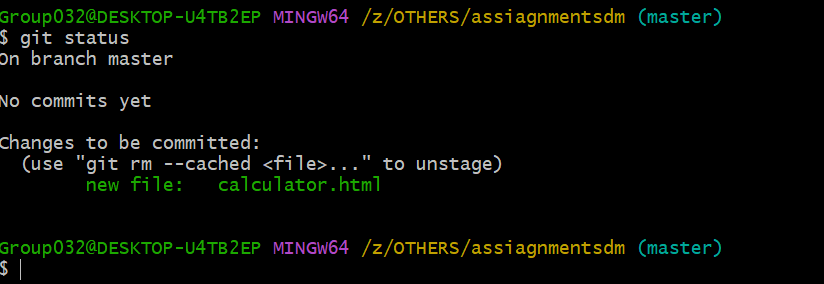 Group032@DESKTOP-U4TB2EP MINGW64 /z/OTHERS/assiagnmentsdm (master)
$ git status
On branch master
No commits yet
Changes to be committed:
(use "git rm --cached <file>..." to unstage)
new file: calculator.html
Group032@DESKTOP-U4TB2EP MINGW64 /z/OTHERS/assiagnmentsdm (master)
$